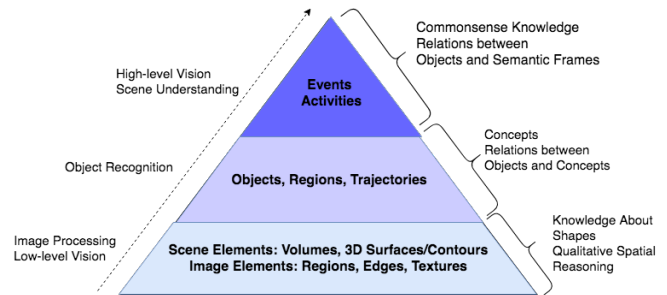 Commonsense Knowledge
Relations between
Objects and Semantic Frames
High-level Vision
Scene Understanding
Events
Activities
Concepts
Relations between
Objects and Concepts
Object Recognition
Objects, Regions, Trajectories
Knowledge About
Shapes
Qualitative Spatial
Reasoning
Image Processing
Low-level Vision
Scene Elements: Volumes, 3D Surfaces/Contours
Image Elements: Regions, Edges, Textures